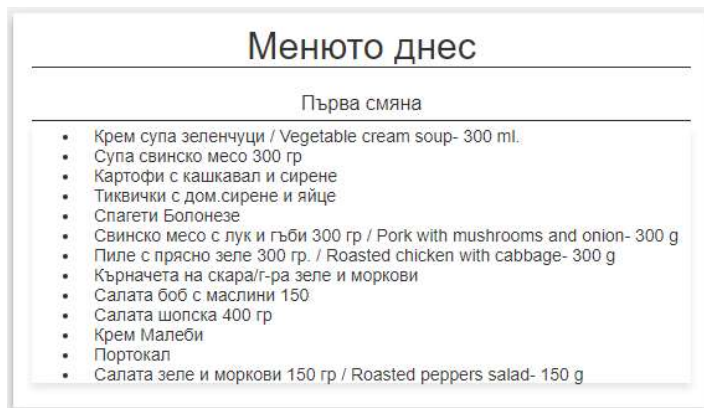 Менюто днес
Първа смяна
• Крем супа зеленчуци / Vegetable cream soup- 300 ml.
• Супа свинско месо 300 гр
• Картофи с кашкавал и сирене
• Тиквички с дом.сирене и яйце
• Спагети Болонезе
• Свинско месо с лук и гъби 300 гр / Pork with mushrooms and onion- 300 g
• Пиле с прясно зеле 300 гр. / Roasted chicken with cabbage- 300 g
• Кърначета на скара/г-ра зеле и моркови
• Салата боб с маслини 150
• Салата шопска 400 гр
• Крем Малеби
• Портокал
• Салата зеле и моркови 150 гр / Roasted peppers salad- 150 g